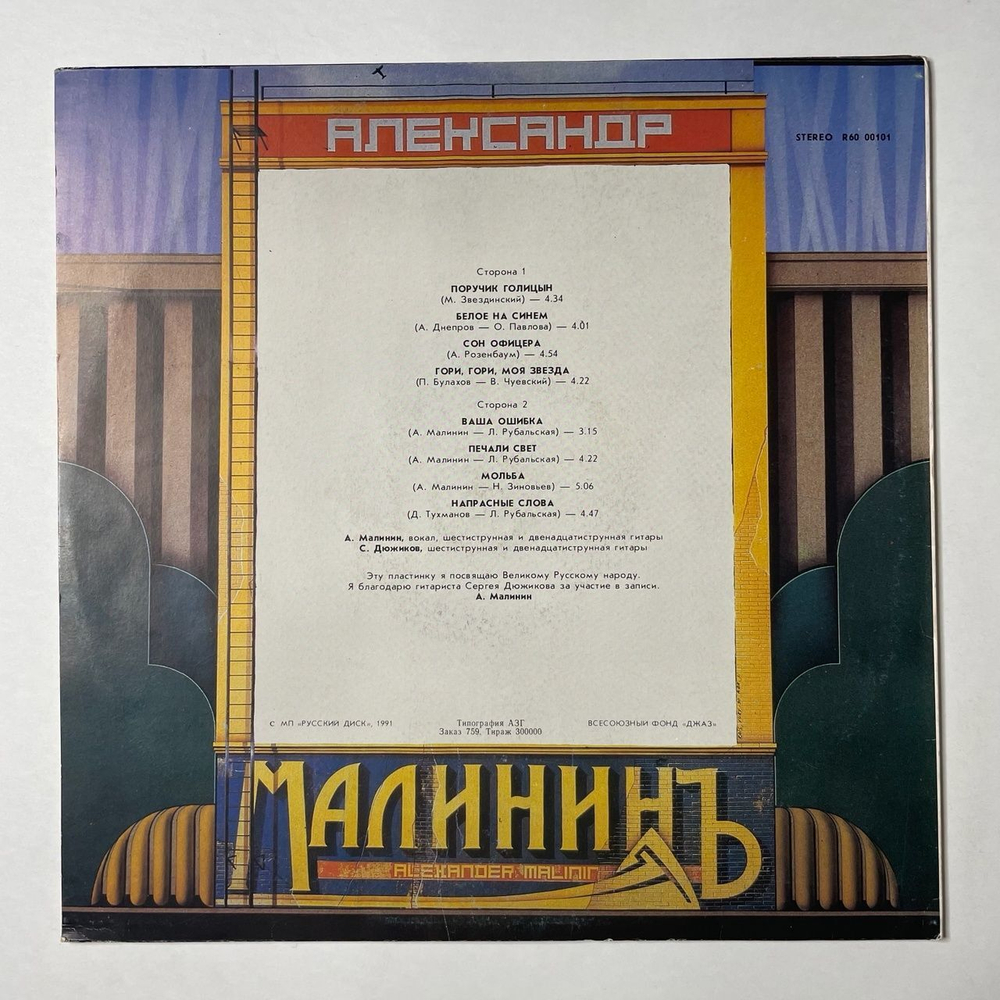 АЛЕКСАНДР
STEREO R60 00101
Сторона 1
ПОРУЧИК ГОЛИЦЫН
(М. Звездинский) — 4.34
БЕЛОЕ НА СИНЕМ
(А. Днепров — О. Павлова) — 4.01
СОН ОФИЦЕРА
(А. Розенбаум) — 4.54
ГОРИ, ГОРИ, МОЯ ЗВЕЗДА
(П. Булахов — В. Чуевский) — 4.22
Сторона 2
ВАША ОШИБКА
(А. Малинин — Л. Рубальская) — 3.15
ПЕЧАЛИ СВЕТ
(А. Малинин — Л. Рубальская) — 4.22
МОЛЬБА
(А. Малинин — Н. Зиновьев) — 5.06
НАПРАСНЫЕ СЛОВА
(Д. Тухманов — Л. Рубальская) — 4.47
А. Малинин, вокал, шестиструнная и двенадцатиструнная гитары
С. Дюжиков, шестиструнная и двенадцатиструнная гитары
Эту пластинку я посвящаю Великому Русскому народу.
Я благодарю гитариста Сергея Дюжикова за участие в записи.
А. Малинин
с МП «РУССКИЙ ДИСК», 1991
Типография АЗГ
Заказ 759. Тираж 300000
ВСЕСОЮЗНЫЙ ФОНД «ДЖАЗ»
МАЛИНИНЪ
ALEXANDER MALININ